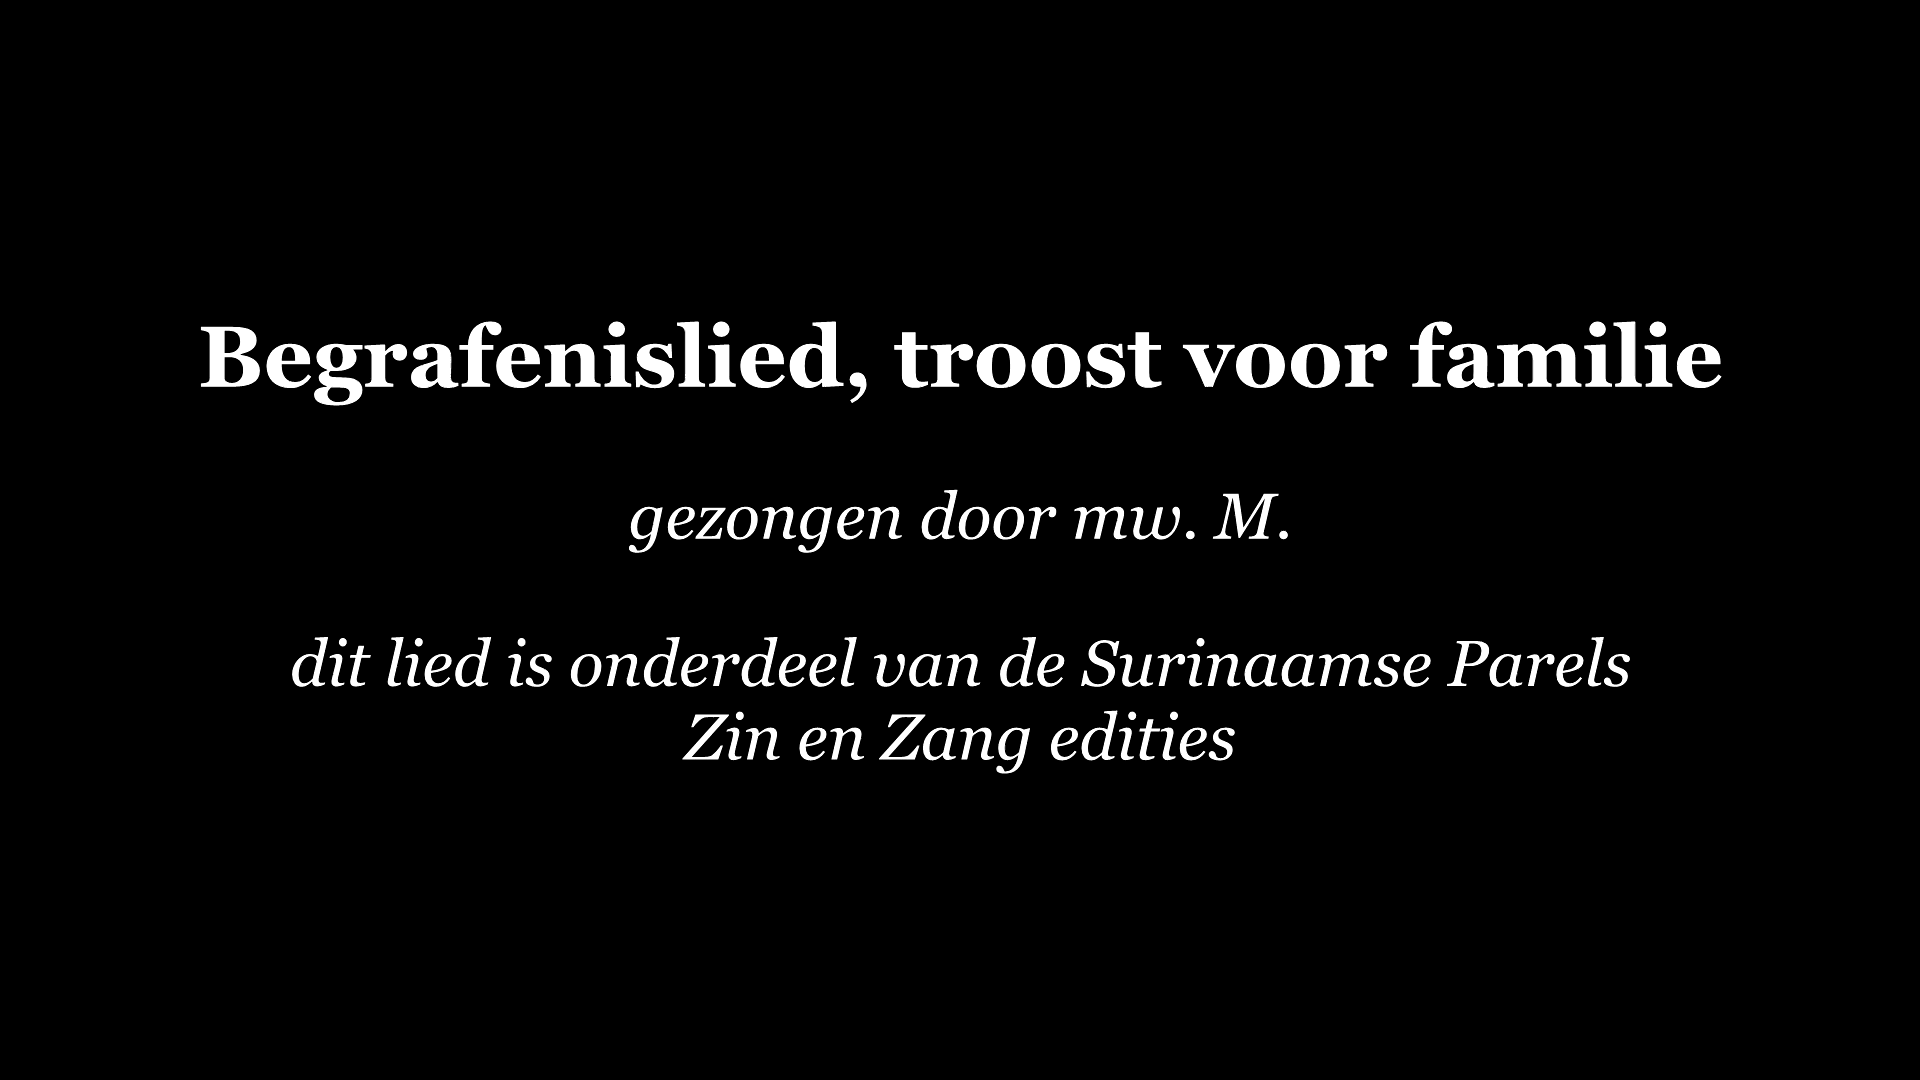 Begrafenislied, troost voor familie
gezongen door mw. M.
dit lied is onderdeel van de Surinaamse Parels
Zin en Zang edities